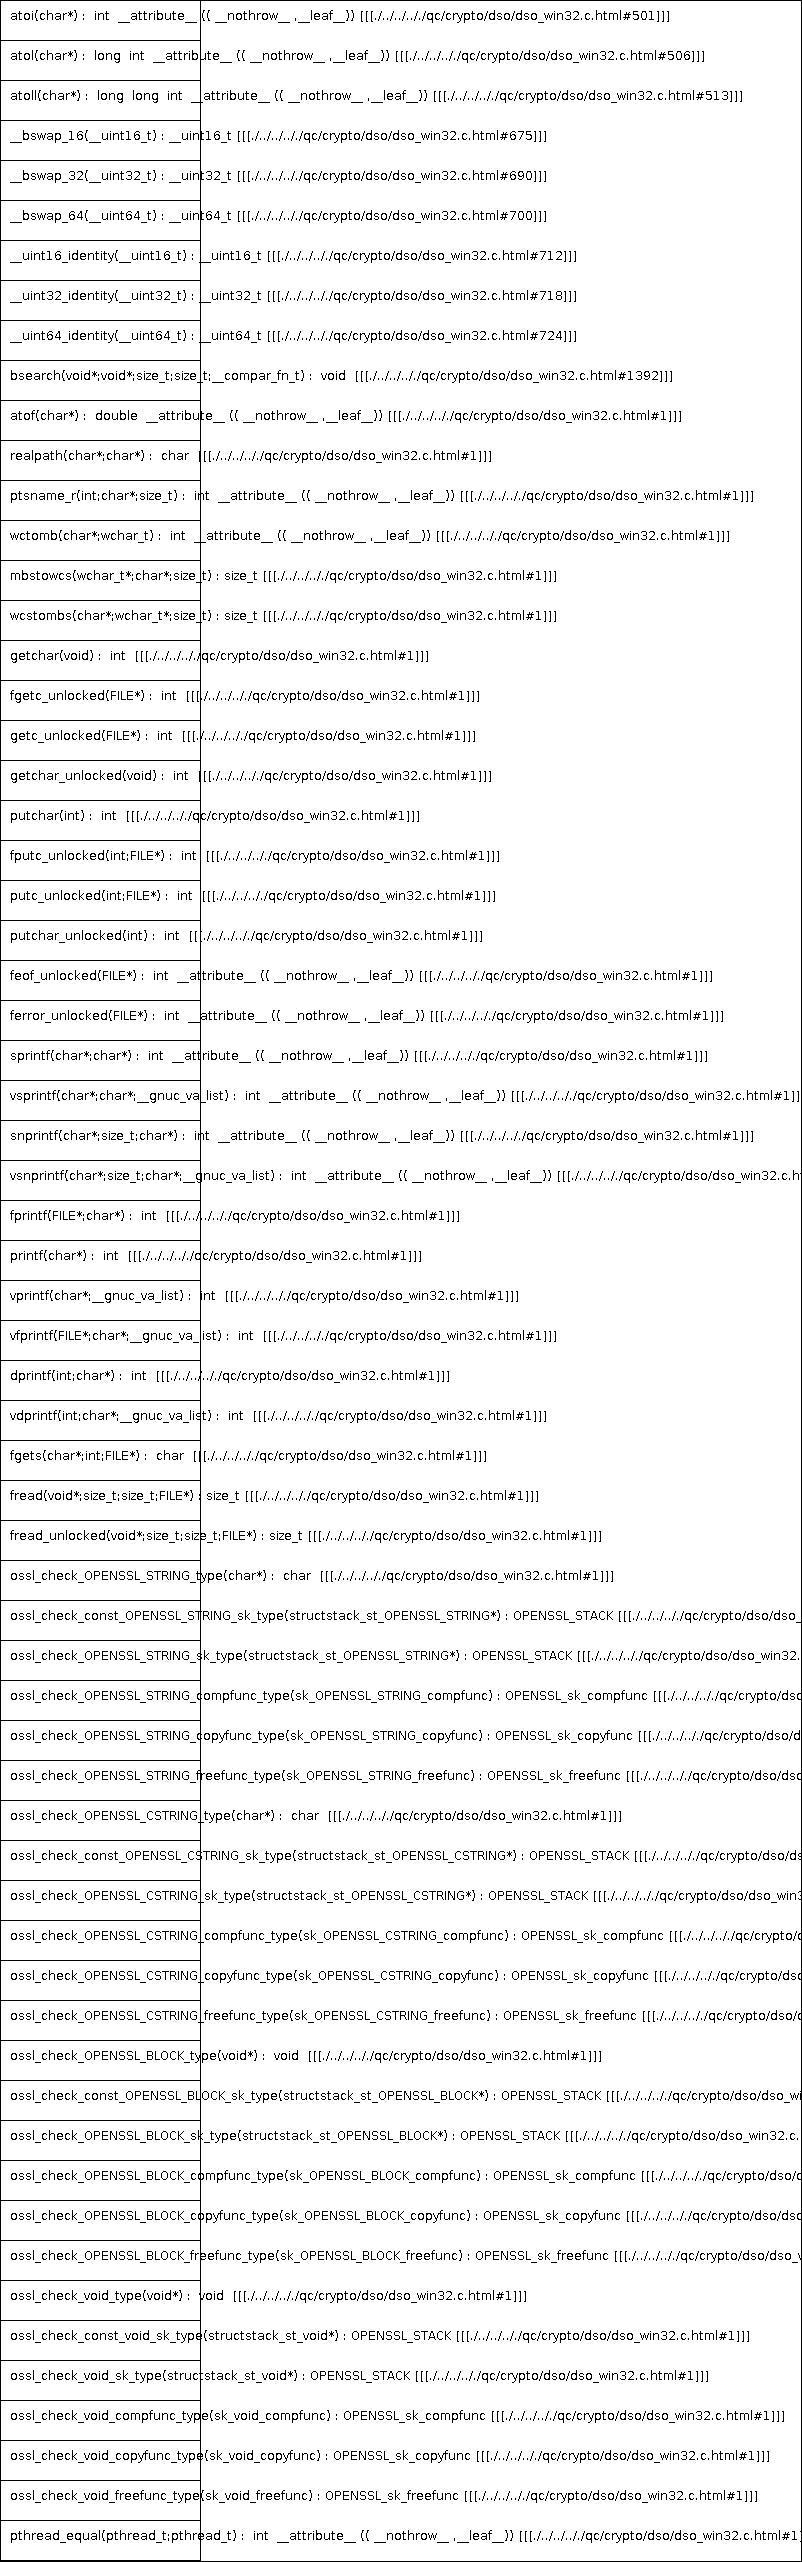 atoi(char*) :  int  __attribute__ (( __nothrow__ ,__leaf__)) [[[./../../../../qc/crypto/dso/dso_win32.c.html#501]]]
atol(char*) :  long  int  __attribute__ (( __nothrow__ ,__leaf__)) [[[./../../../../qc/crypto/dso/dso_win32.c.html#506]]]
atoll(char*) :  long  long  int  __attribute__ (( __nothrow__ ,__leaf__)) [[[./../../../../qc/crypto/dso/dso_win32.c.html#513]]]
__bswap_16(__uint16_t) : __uint16_t [[[./../../../../qc/crypto/dso/dso_win32.c.html#675]]]
__bswap_32(__uint32_t) : __uint32_t [[[./../../../../qc/crypto/dso/dso_win32.c.html#690]]]
__bswap_64(__uint64_t) : __uint64_t [[[./../../../../qc/crypto/dso/dso_win32.c.html#700]]]
__uint16_identity(__uint16_t) : __uint16_t [[[./../../../../qc/crypto/dso/dso_win32.c.html#712]]]
__uint32_identity(__uint32_t) : __uint32_t [[[./../../../../qc/crypto/dso/dso_win32.c.html#718]]]
__uint64_identity(__uint64_t) : __uint64_t [[[./../../../../qc/crypto/dso/dso_win32.c.html#724]]]
bsearch(void*;void*;size_t;size_t;__compar_fn_t) :  void  [[[./../../../../qc/crypto/dso/dso_win32.c.html#1392]]]
atof(char*) :  double  __attribute__ (( __nothrow__ ,__leaf__)) [[[./../../../../qc/crypto/dso/dso_win32.c.html#1]]]
realpath(char*;char*) :  char  [[[./../../../../qc/crypto/dso/dso_win32.c.html#1]]]
ptsname_r(int;char*;size_t) :  int  __attribute__ (( __nothrow__ ,__leaf__)) [[[./../../../../qc/crypto/dso/dso_win32.c.html#1]]]
wctomb(char*;wchar_t) :  int  __attribute__ (( __nothrow__ ,__leaf__)) [[[./../../../../qc/crypto/dso/dso_win32.c.html#1]]]
mbstowcs(wchar_t*;char*;size_t) : size_t [[[./../../../../qc/crypto/dso/dso_win32.c.html#1]]]
wcstombs(char*;wchar_t*;size_t) : size_t [[[./../../../../qc/crypto/dso/dso_win32.c.html#1]]]
getchar(void) :  int  [[[./../../../../qc/crypto/dso/dso_win32.c.html#1]]]
fgetc_unlocked(FILE*) :  int  [[[./../../../../qc/crypto/dso/dso_win32.c.html#1]]]
getc_unlocked(FILE*) :  int  [[[./../../../../qc/crypto/dso/dso_win32.c.html#1]]]
getchar_unlocked(void) :  int  [[[./../../../../qc/crypto/dso/dso_win32.c.html#1]]]
putchar(int) :  int  [[[./../../../../qc/crypto/dso/dso_win32.c.html#1]]]
fputc_unlocked(int;FILE*) :  int  [[[./../../../../qc/crypto/dso/dso_win32.c.html#1]]]
putc_unlocked(int;FILE*) :  int  [[[./../../../../qc/crypto/dso/dso_win32.c.html#1]]]
putchar_unlocked(int) :  int  [[[./../../../../qc/crypto/dso/dso_win32.c.html#1]]]
feof_unlocked(FILE*) :  int  __attribute__ (( __nothrow__ ,__leaf__)) [[[./../../../../qc/crypto/dso/dso_win32.c.html#1]]]
ferror_unlocked(FILE*) :  int  __attribute__ (( __nothrow__ ,__leaf__)) [[[./../../../../qc/crypto/dso/dso_win32.c.html#1]]]
sprintf(char*;char*) :  int  __attribute__ (( __nothrow__ ,__leaf__)) [[[./../../../../qc/crypto/dso/dso_win32.c.html#1]]]
vsprintf(char*;char*;__gnuc_va_list) :  int  __attribute__ (( __nothrow__ ,__leaf__)) [[[./../../../../qc/crypto/dso/dso_win32.c.html#1]]
snprintf(char*;size_t;char*) :  int  __attribute__ (( __nothrow__ ,__leaf__)) [[[./../../../../qc/crypto/dso/dso_win32.c.html#1]]]
vsnprintf(char*;size_t;char*;__gnuc_va_list) :  int  __attribute__ (( __nothrow__ ,__leaf__)) [[[./../../../../qc/crypto/dso/dso_win32.c.h
fprintf(FILE*;char*) :  int  [[[./../../../../qc/crypto/dso/dso_win32.c.html#1]]]
printf(char*) :  int  [[[./../../../../qc/crypto/dso/dso_win32.c.html#1]]]
vprintf(char*;__gnuc_va_list) :  int  [[[./../../../../qc/crypto/dso/dso_win32.c.html#1]]]
vfprintf(FILE*;char*;__gnuc_va_list) :  int  [[[./../../../../qc/crypto/dso/dso_win32.c.html#1]]]
dprintf(int;char*) :  int  [[[./../../../../qc/crypto/dso/dso_win32.c.html#1]]]
vdprintf(int;char*;__gnuc_va_list) :  int  [[[./../../../../qc/crypto/dso/dso_win32.c.html#1]]]
fgets(char*;int;FILE*) :  char  [[[./../../../../qc/crypto/dso/dso_win32.c.html#1]]]
fread(void*;size_t;size_t;FILE*) : size_t [[[./../../../../qc/crypto/dso/dso_win32.c.html#1]]]
fread_unlocked(void*;size_t;size_t;FILE*) : size_t [[[./../../../../qc/crypto/dso/dso_win32.c.html#1]]]
ossl_check_OPENSSL_STRING_type(char*) :  char  [[[./../../../../qc/crypto/dso/dso_win32.c.html#1]]]
ossl_check_const_OPENSSL_STRING_sk_type(structstack_st_OPENSSL_STRING*) : OPENSSL_STACK [[[./../../../../qc/crypto/dso/dso_
ossl_check_OPENSSL_STRING_sk_type(structstack_st_OPENSSL_STRING*) : OPENSSL_STACK [[[./../../../../qc/crypto/dso/dso_win32.
ossl_check_OPENSSL_STRING_compfunc_type(sk_OPENSSL_STRING_compfunc) : OPENSSL_sk_compfunc [[[./../../../../qc/crypto/dso
ossl_check_OPENSSL_STRING_copyfunc_type(sk_OPENSSL_STRING_copyfunc) : OPENSSL_sk_copyfunc [[[./../../../../qc/crypto/dso/d
ossl_check_OPENSSL_STRING_freefunc_type(sk_OPENSSL_STRING_freefunc) : OPENSSL_sk_freefunc [[[./../../../../qc/crypto/dso/dso
ossl_check_OPENSSL_CSTRING_type(char*) :  char  [[[./../../../../qc/crypto/dso/dso_win32.c.html#1]]]
ossl_check_const_OPENSSL_CSTRING_sk_type(structstack_st_OPENSSL_CSTRING*) : OPENSSL_STACK [[[./../../../../qc/crypto/dso/ds
ossl_check_OPENSSL_CSTRING_sk_type(structstack_st_OPENSSL_CSTRING*) : OPENSSL_STACK [[[./../../../../qc/crypto/dso/dso_win3
ossl_check_OPENSSL_CSTRING_compfunc_type(sk_OPENSSL_CSTRING_compfunc) : OPENSSL_sk_compfunc [[[./../../../../qc/crypto/d
ossl_check_OPENSSL_CSTRING_copyfunc_type(sk_OPENSSL_CSTRING_copyfunc) : OPENSSL_sk_copyfunc [[[./../../../../qc/crypto/dso
ossl_check_OPENSSL_CSTRING_freefunc_type(sk_OPENSSL_CSTRING_freefunc) : OPENSSL_sk_freefunc [[[./../../../../qc/crypto/dso/d
ossl_check_OPENSSL_BLOCK_type(void*) :  void  [[[./../../../../qc/crypto/dso/dso_win32.c.html#1]]]
ossl_check_const_OPENSSL_BLOCK_sk_type(structstack_st_OPENSSL_BLOCK*) : OPENSSL_STACK [[[./../../../../qc/crypto/dso/dso_wi
ossl_check_OPENSSL_BLOCK_sk_type(structstack_st_OPENSSL_BLOCK*) : OPENSSL_STACK [[[./../../../../qc/crypto/dso/dso_win32.c.
ossl_check_OPENSSL_BLOCK_compfunc_type(sk_OPENSSL_BLOCK_compfunc) : OPENSSL_sk_compfunc [[[./../../../../qc/crypto/dso/d
ossl_check_OPENSSL_BLOCK_copyfunc_type(sk_OPENSSL_BLOCK_copyfunc) : OPENSSL_sk_copyfunc [[[./../../../../qc/crypto/dso/dso
ossl_check_OPENSSL_BLOCK_freefunc_type(sk_OPENSSL_BLOCK_freefunc) : OPENSSL_sk_freefunc [[[./../../../../qc/crypto/dso/dso_w
ossl_check_void_type(void*) :  void  [[[./../../../../qc/crypto/dso/dso_win32.c.html#1]]]
ossl_check_const_void_sk_type(structstack_st_void*) : OPENSSL_STACK [[[./../../../../qc/crypto/dso/dso_win32.c.html#1]]]
ossl_check_void_sk_type(structstack_st_void*) : OPENSSL_STACK [[[./../../../../qc/crypto/dso/dso_win32.c.html#1]]]
ossl_check_void_compfunc_type(sk_void_compfunc) : OPENSSL_sk_compfunc [[[./../../../../qc/crypto/dso/dso_win32.c.html#1]]]
ossl_check_void_copyfunc_type(sk_void_copyfunc) : OPENSSL_sk_copyfunc [[[./../../../../qc/crypto/dso/dso_win32.c.html#1]]]
ossl_check_void_freefunc_type(sk_void_freefunc) : OPENSSL_sk_freefunc [[[./../../../../qc/crypto/dso/dso_win32.c.html#1]]]
pthread_equal(pthread_t;pthread_t) :  int  __attribute__ (( __nothrow__ ,__leaf__)) [[[./../../../../qc/crypto/dso/dso_win32.c.html#1]